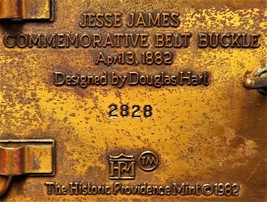 JESSE JAMES
COMMEMORATIVE BELT BUCKLE
April 3, 1882
Designed by Douglas Hart
2828
HPM TM
The Historic Providence Mint © 1982